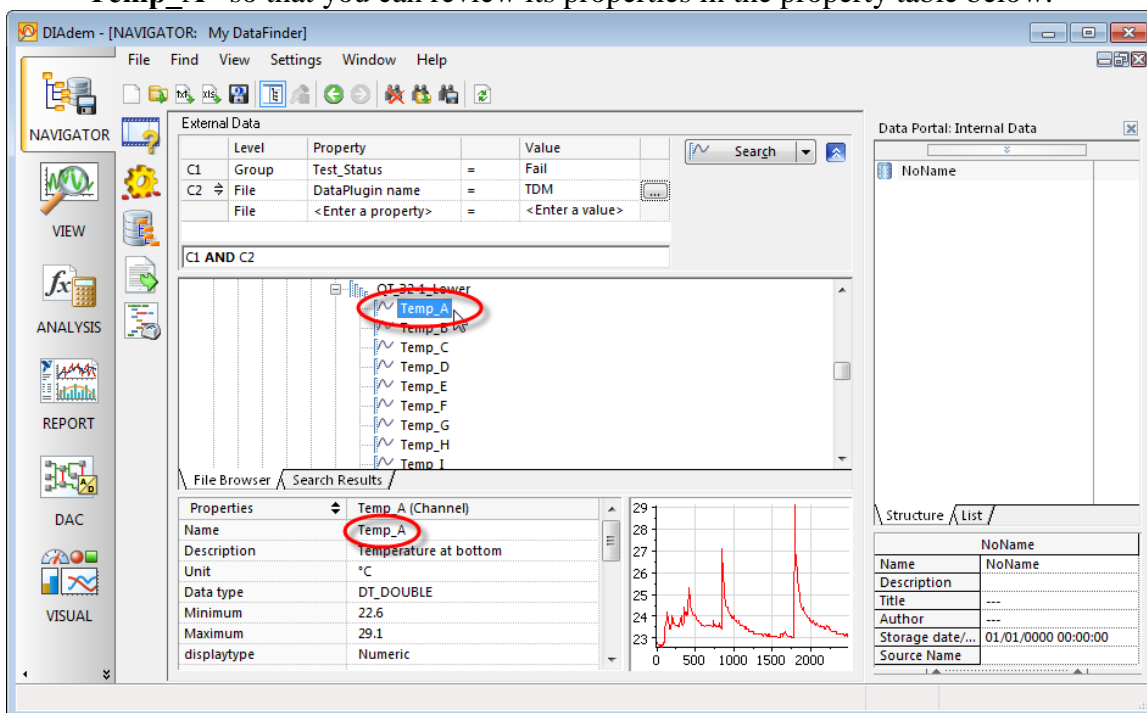 Temp_A" so that you can review its properties in the property table below.
DIAdem - [NAVIGATOR: My DataFinder]
File Find View Settings Window Help
NAVIGATOR
VIEW
ANALYSIS
REPORT
DAC
VISUAL
External Data
Level Property Value
C1 Group Test_Status = Fail
C2 File DataPlugin name = TDM ...
File <Enter a property> = <Enter a value>
C1 AND C2
Search
QT_32-1_Lower
Temp_A
Temp_B
Temp_C
Temp_D
Temp_E
Temp_F
Temp_G
Temp_H
Temp_I
File Browser Search Results
Properties Temp_A (Channel)
Name Temp_A
Description Temperature at bottom
Unit °C
Data type DT_DOUBLE
Minimum 22.6
Maximum 29.1
displaytype Numeric
29
28
27
26
25
24
23
0 500 1000 1500 2000
Data Portal: Internal Data
NoName
Structure List
NoName
Name NoName
Description
Title ---
Author ---
Storage date/... 01/01/0000 00:00:00
Source Name